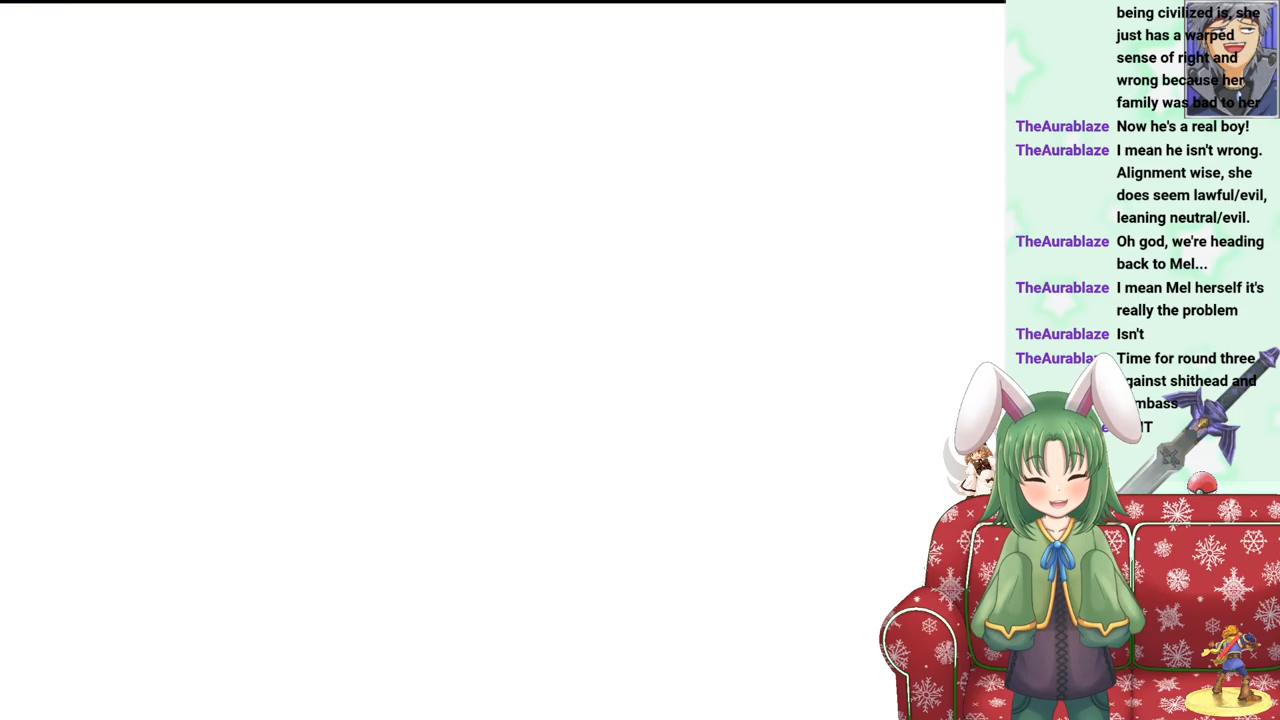 being civilized is, she
just has a warped
sense of right and
wrong because her
family was bad to her
TheAurablaze Now he's a real boy!
TheAurablaze I mean he isn't wrong.
Alignment wise, she
does seem lawful/evil,
leaning neutral/evil.
TheAurablaze Oh god, we're heading
back to Mel...
TheAurablaze I mean Mel herself it's
really the problem
TheAurablaze Isn't
Time for round three
shithead and